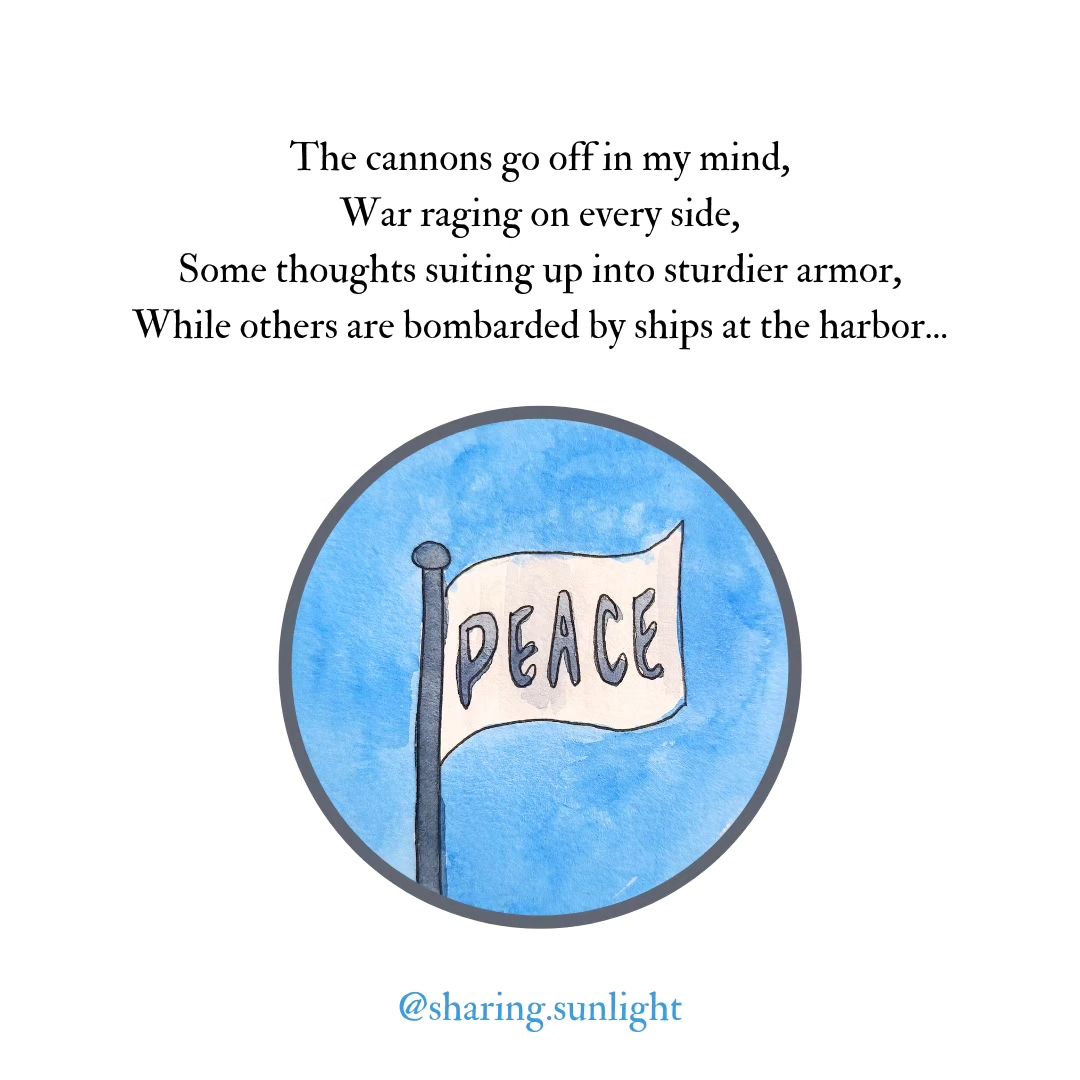 The cannons go off in my mind,
War raging on every side,
Some thoughts suiting up into sturdier armor,
While others are bombarded by ships at the harbor...
PEACE
@sharing.sunlight